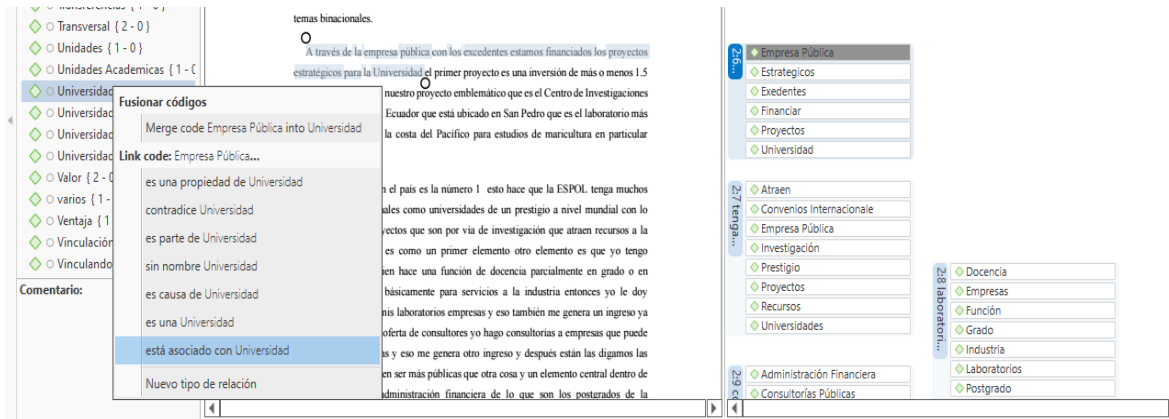 Transversal { 2 - 0 }
Unidades { 1 - 0 }
Unidades Academicas { 1 - 0
Universidad
Universidad
Universidad
Universidad
Valor { 2 - 0
varios { 1 -
Ventaja { 1
Vinculación
Vinculando
Comentario:
Fusionar códigos
Merge code Empresa Pública into Universidad
Link code: Empresa Pública...
es una propiedad de Universidad
contradice Universidad
es parte de Universidad
sin nombre Universidad
es causa de Universidad
es una Universidad
está asociado con Universidad
Nuevo tipo de relación
temas binacionales.
A través de la empresa pública con los excedentes estamos financiados los proyectos
estratégicos para la Universidad el primer proyecto es una inversión de más o menos 1.5
nuestro proyecto emblemático que es el Centro de Investigaciones
Ecuador que está ubicado en San Pedro que es el laboratorio más
la costa del Pacífico para estudios de maricultura en particular
el país es la número 1 esto hace que la ESPOL tenga muchos
ales como universidades de un prestigio a nivel mundial con lo
yectos que son por vía de investigación que atraen recursos a la
es como un primer elemento otro elemento es que yo tengo
ien hace una función de docencia parcialmente en grado o en
básicamente para servicios a la industria entonces yo le doy
nis laboratorios empresas y eso también me genera un ingreso ya
oferta de consultores yo hago consultorías a empresas que puede
as y eso me genera otro ingreso y después están las digamos las
en ser más públicas que otra cosa y un elemento central dentro de
administración financiera de lo que son los postgrados de la
2:6...
Empresa Pública
Estrategicos
Exedentes
Financiar
Proyectos
Universidad
2:7 tenga...
Atraen
Convenios Internacionale
Empresa Pública
Investigación
Prestigio
Proyectos
Recursos
Universidades
2:8 laboratori...
Docencia
Empresas
Función
Grado
Industria
Laboratorios
Postgrado
2:9 co
Administración Financiera
Consultorías Públicas